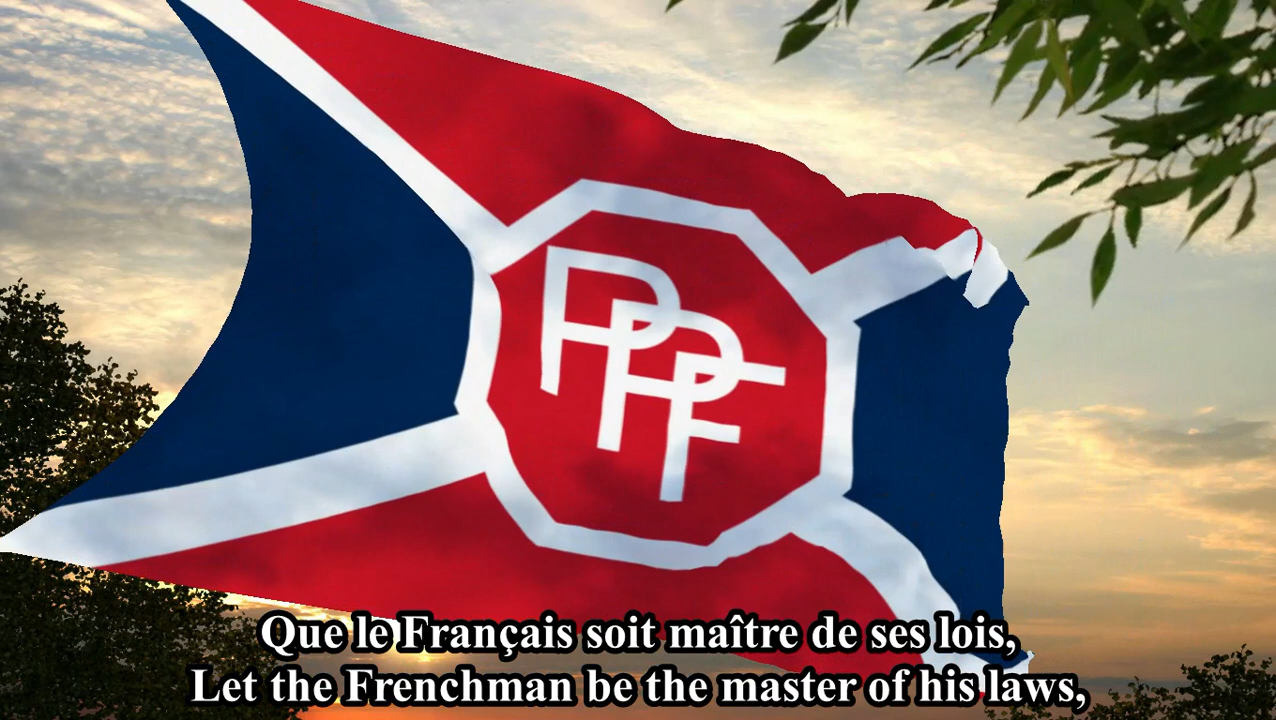 PPF
Que le Français soit maître de ses lois,
Let the Frenchman be the master of his laws,